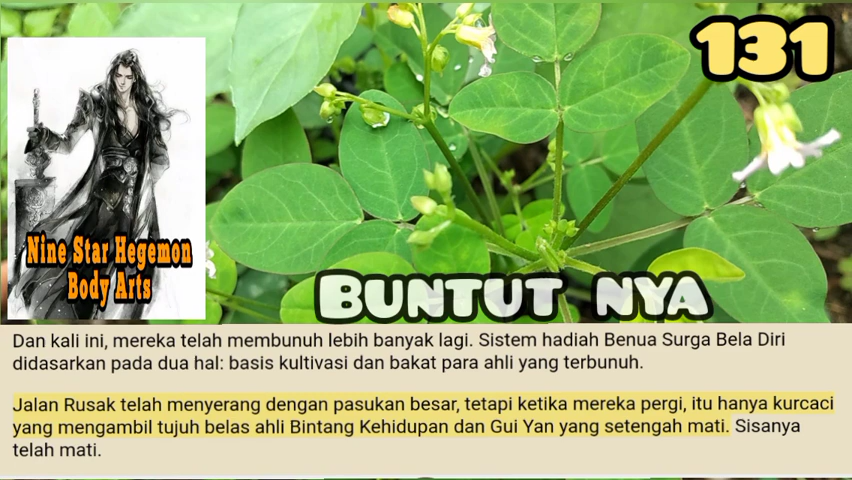 131
Nine Star Hegemon
Body Arts
BUNTUT NYA
Dan kali ini, mereka telah membunuh lebih banyak lagi. Sistem hadiah Benua Surga Bela Diri
didasarkan pada dua hal: basis kultivasi dan bakat para ahli yang terbunuh.
Jalan Rusak telah menyerang dengan pasukan besar, tetapi ketika mereka pergi, itu hanya kurcaci
yang mengambil tujuh belas ahli Bintang Kehidupan dan Gui Yan yang setengah mati. Sisanya
telah mati.